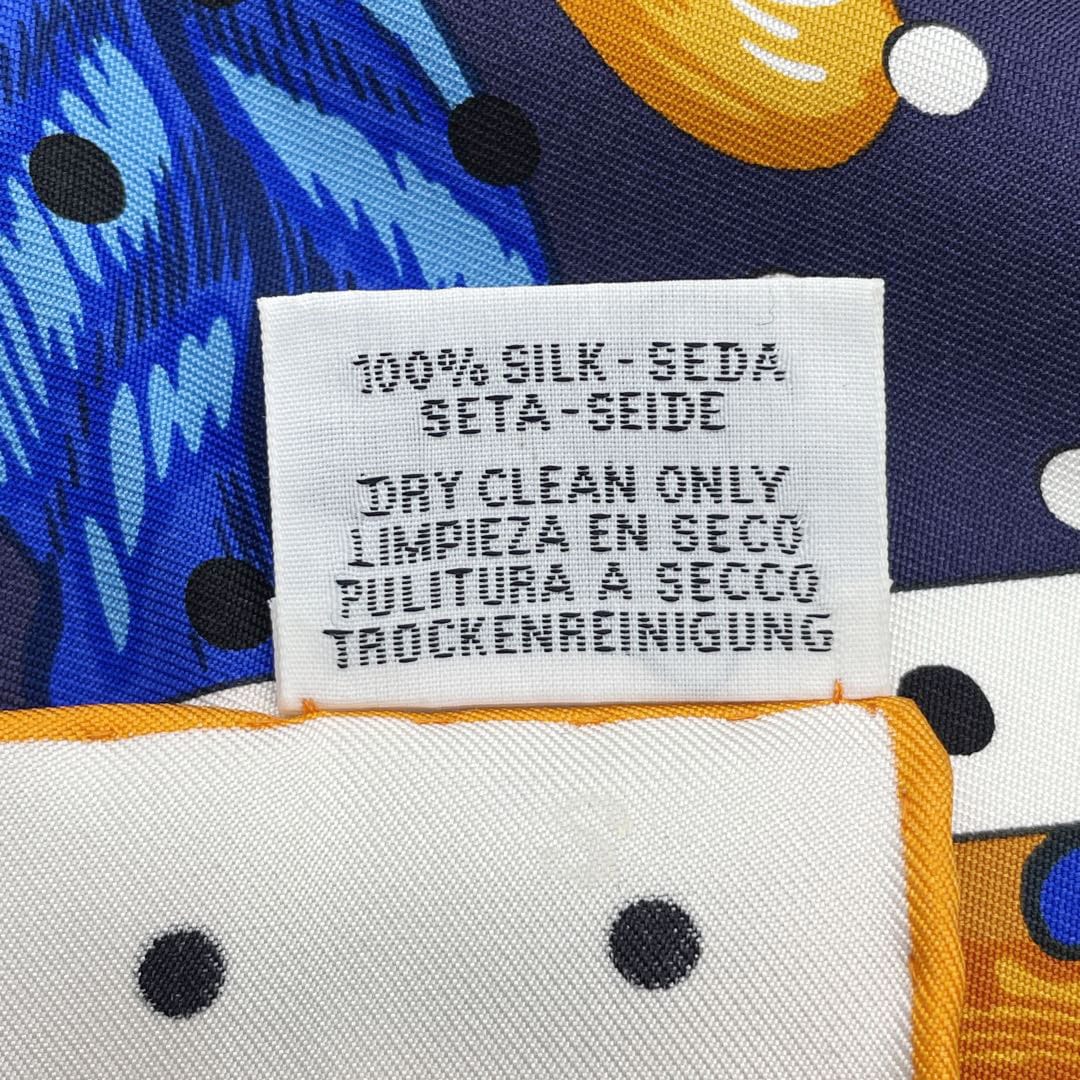 100% SILK - SEDA
SETA - SEIDE
DRY CLEAN ONLY
LIMPIEZA EN SECO
PULITURA A SECCO
TROCKENREINIGUNG